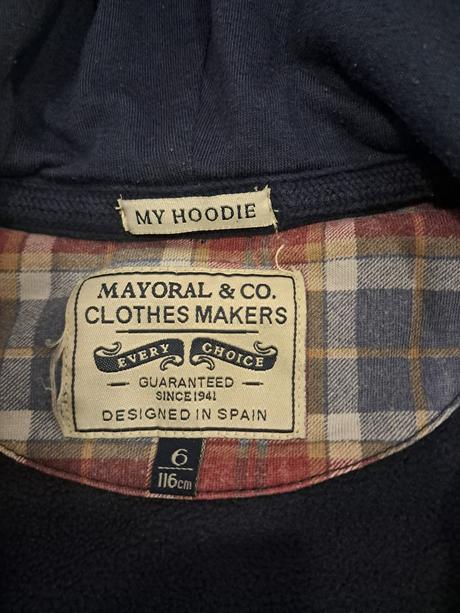 MY HOODIE
MAYORAL & CO.
CLOTHES MAKERS
EVERY CHOICE
GUARANTEED
SINCE 1941
DESIGNED IN SPAIN
6
116cm